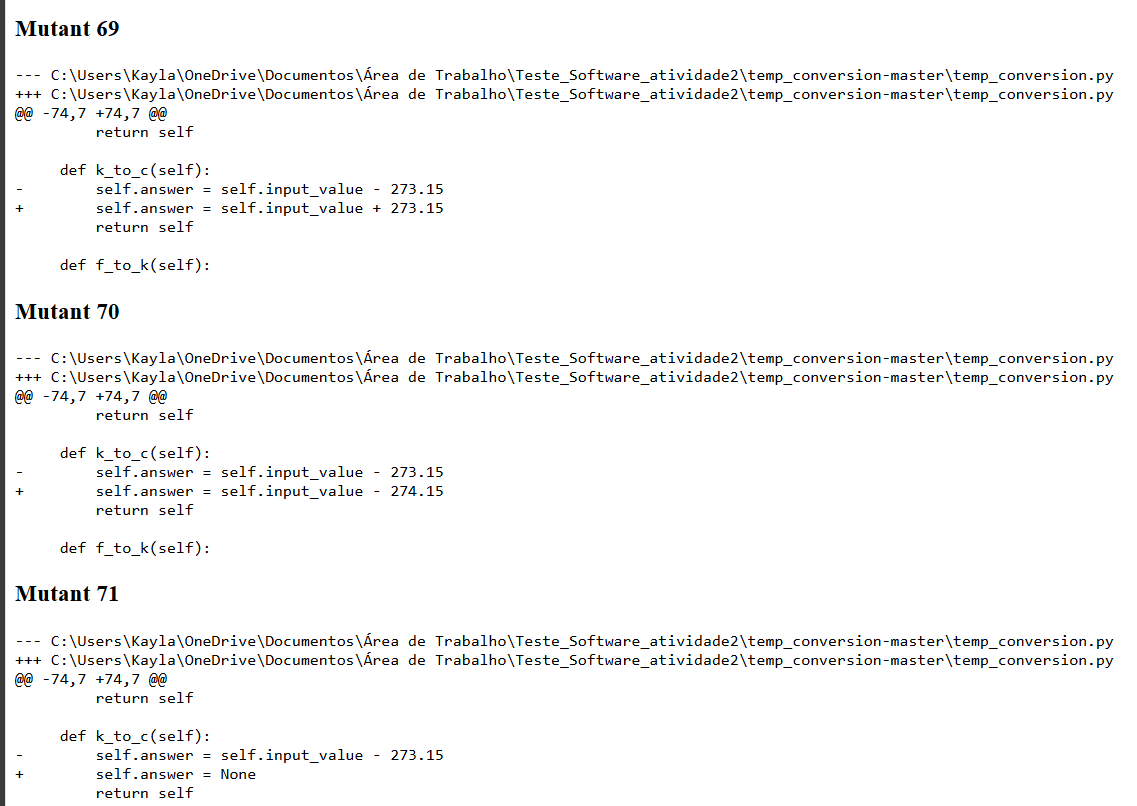 Mutant 69
--- C:\Users\Kayla\OneDrive\Documentos\Área de Trabalho\Teste_Software_atividade2\temp_conversion-master\temp_conversion.py
+++ C:\Users\Kayla\OneDrive\Documentos\Área de Trabalho\Teste_Software_atividade2\temp_conversion-master\temp_conversion.py
@@ -74,7 +74,7 @@
         return self
     def k_to_c(self):
-        self.answer = self.input_value - 273.15
+        self.answer = self.input_value + 273.15
         return self
     def f_to_k(self):
Mutant 70
--- C:\Users\Kayla\OneDrive\Documentos\Área de Trabalho\Teste_Software_atividade2\temp_conversion-master\temp_conversion.py
+++ C:\Users\Kayla\OneDrive\Documentos\Área de Trabalho\Teste_Software_atividade2\temp_conversion-master\temp_conversion.py
@@ -74,7 +74,7 @@
         return self
     def k_to_c(self):
-        self.answer = self.input_value - 273.15
+        self.answer = self.input_value - 274.15
         return self
     def f_to_k(self):
Mutant 71
--- C:\Users\Kayla\OneDrive\Documentos\Área de Trabalho\Teste_Software_atividade2\temp_conversion-master\temp_conversion.py
+++ C:\Users\Kayla\OneDrive\Documentos\Área de Trabalho\Teste_Software_atividade2\temp_conversion-master\temp_conversion.py
@@ -74,7 +74,7 @@
         return self
     def k_to_c(self):
-        self.answer = self.input_value - 273.15
+        self.answer = None
         return self